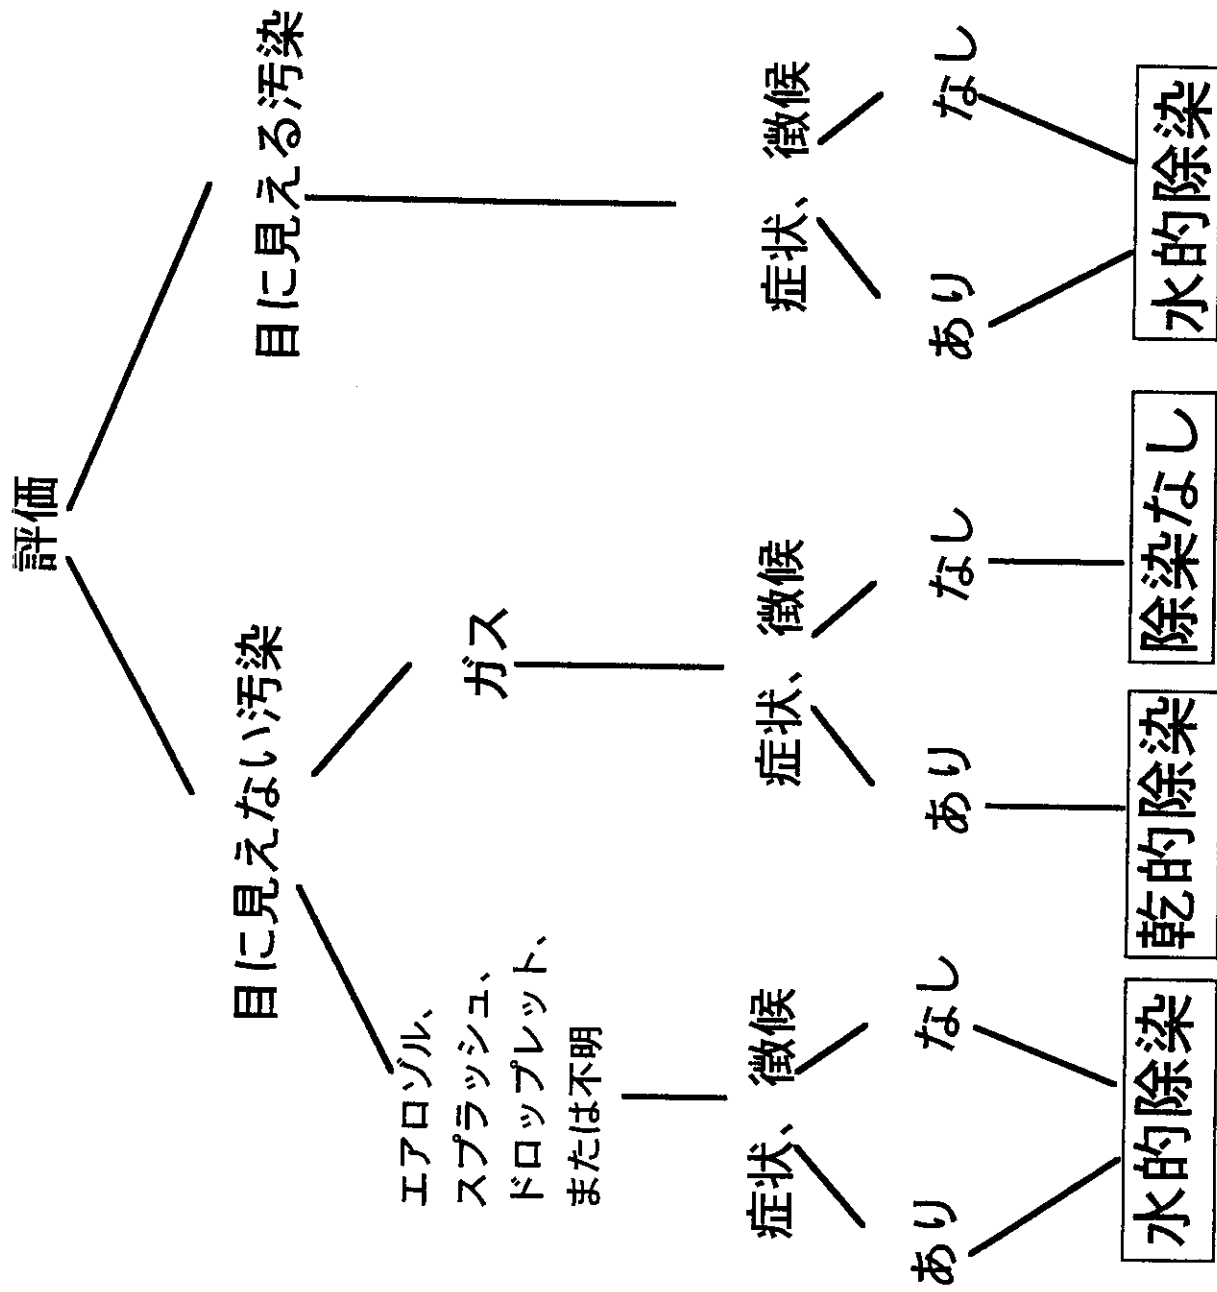 評価
目に見えない汚染
目に見える汚染
エアロゾル、
スプラッシュ、
ドロップレット、
または不明
ガス
症状、徴候
症状、徴候
症状、徴候
あり
なし
あり
なし
あり
なし
水的除染
乾的除染
除染なし
水的除染